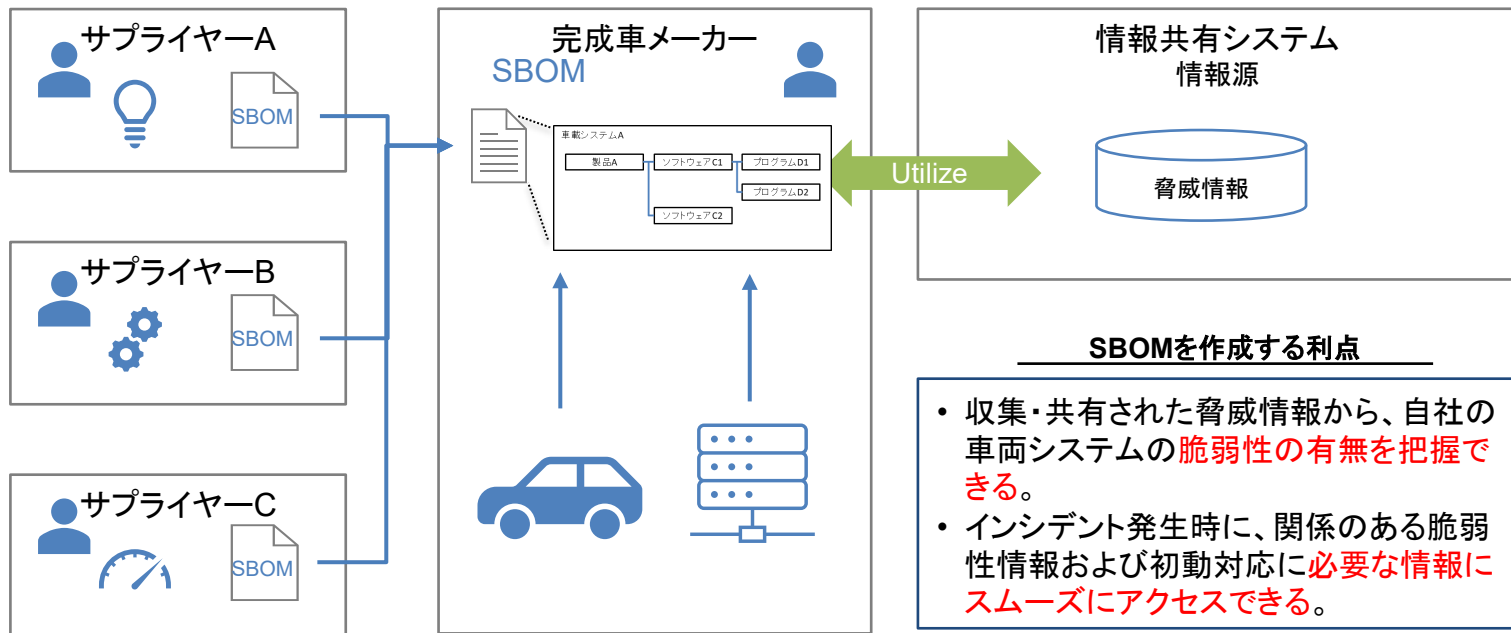 サプライヤーA
SBOM
サプライヤーB
SBOM
サプライヤーC
SBOM
完成車メーカー
SBOM
車載システムA
製品A
ソフトウェアC1
プログラムD1
プログラムD2
ソフトウェアC2
Utilize
情報共有システム
情報源
脅威情報
SBOMを作成する利点
• 収集・共有された脅威情報から、自社の
車両システムの脆弱性の有無を把握で
きる。
• インシデント発生時に、関係のある脆弱
性情報および初動対応に必要な情報に
スムーズにアクセスできる。